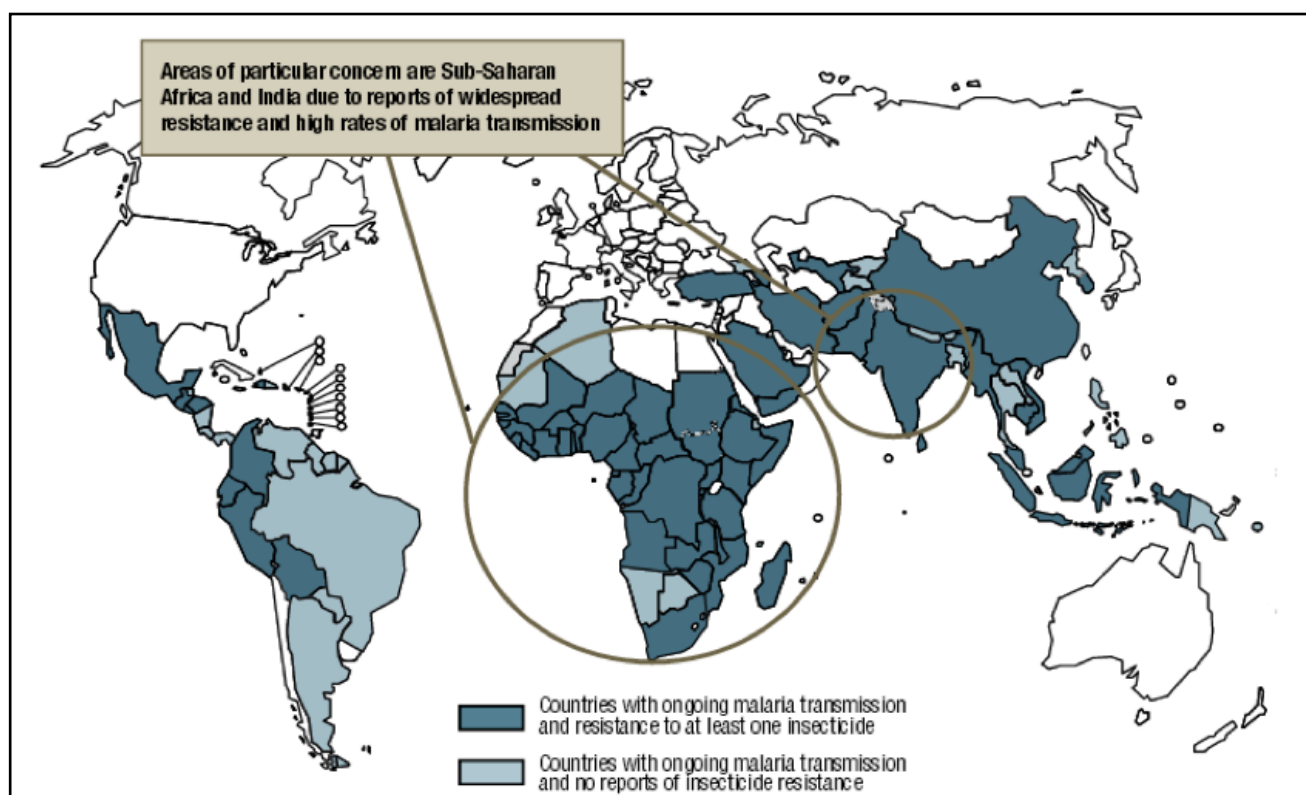 Areas of particular concern are Sub-Saharan
Africa and India due to reports of widespread
resistance and high rates of malaria transmission
Countries with ongoing malaria transmission
and resistance to at least one insecticide
Countries with ongoing malaria transmission
and no reports of insecticide resistance